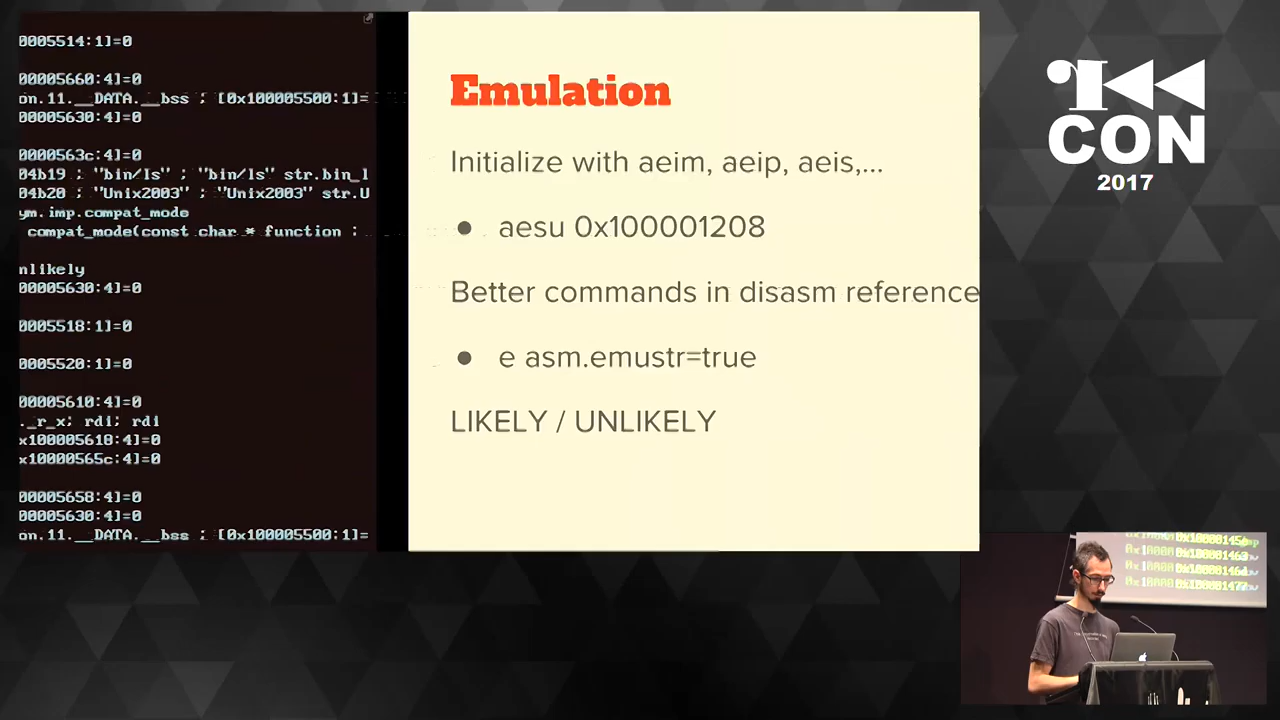 0005514:1]=0
00005660:4]=0
on.11.__DATA.__bss ; [0x100005500:1]=
00005630:4]=0
0000563c:4]=0
04b19 ; "bin/ls" ; "bin/ls" str.bin_l
04b20 ; "Unix2003" ; "Unix2003" str.U
ym.imp.compat_mode
compat_mode(const char * function ;
nlikely
00005630:4]=0
0005518:1]=0
0005520:1]=0
00005610:4]=0
._r_x; rdi; rdi
x100005618:4]=0
x10000565c:4]=0
00005658:4]=0
00005630:4]=0
on.11.__DATA.__bss ; [0x100005500:1]=
Emulation
Initialize with aeim, aeip, aeis,...
● aesu 0x100001208
Better commands in disasm reference
● e asm.emustr=true
LIKELY / UNLIKELY
CON
2017